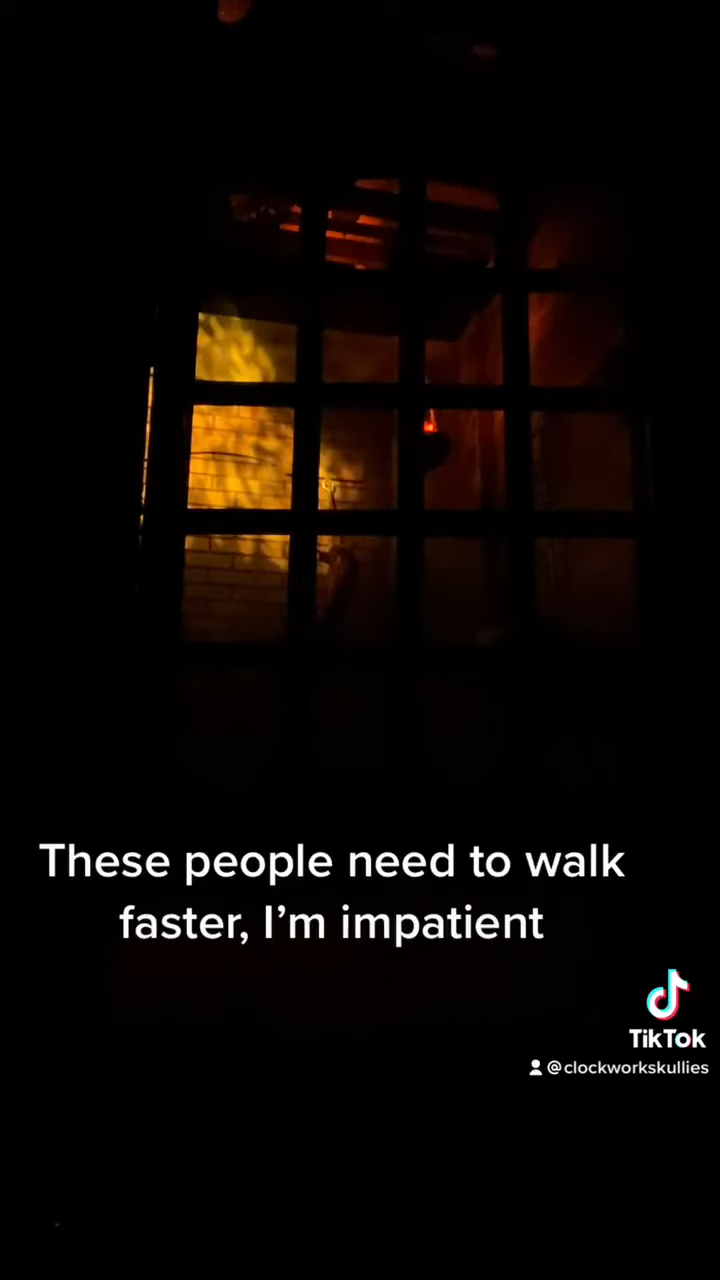 These people need to walk
faster, I’m impatient
TikTok
@clockworkskullies